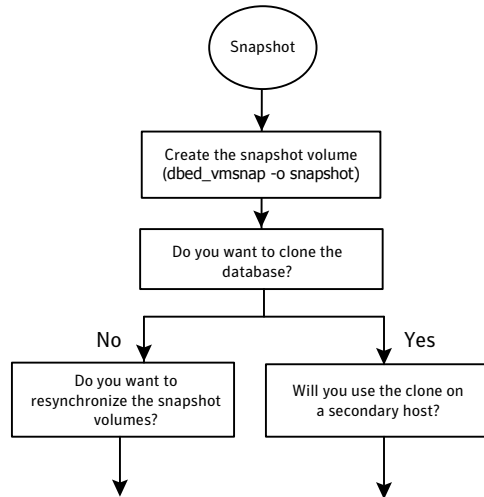 Snapshot
Create the snapshot volume
(dbed_vmsnap -o snapshot)
Do you want to clone the
database?
No
Yes
Do you want to
resynchronize the snapshot
volumes?
Will you use the clone on
a secondary host?